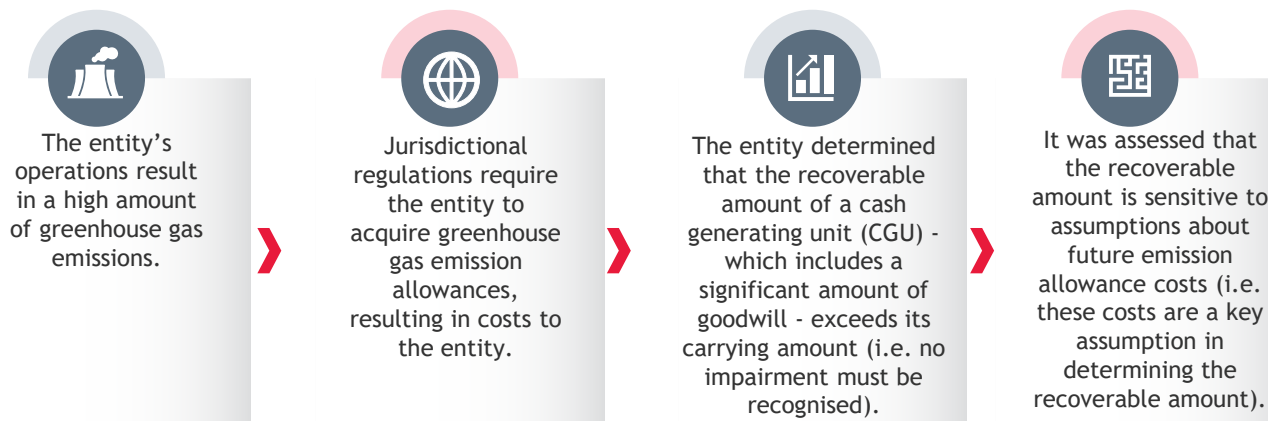 The entity’s
operations result
in a high amount
of greenhouse gas
emissions.
Jurisdictional
regulations require
the entity to
acquire greenhouse
gas emission
allowances,
resulting in costs to
the entity.
The entity determined
that the recoverable
amount of a cash
generating unit (CGU) -
which includes a
significant amount of
goodwill - exceeds its
carrying amount (i.e. no
impairment must be
recognised).
It was assessed that
the recoverable
amount is sensitive to
assumptions about
future emission
allowance costs (i.e.
these costs are a key
assumption in
determining the
recoverable amount).